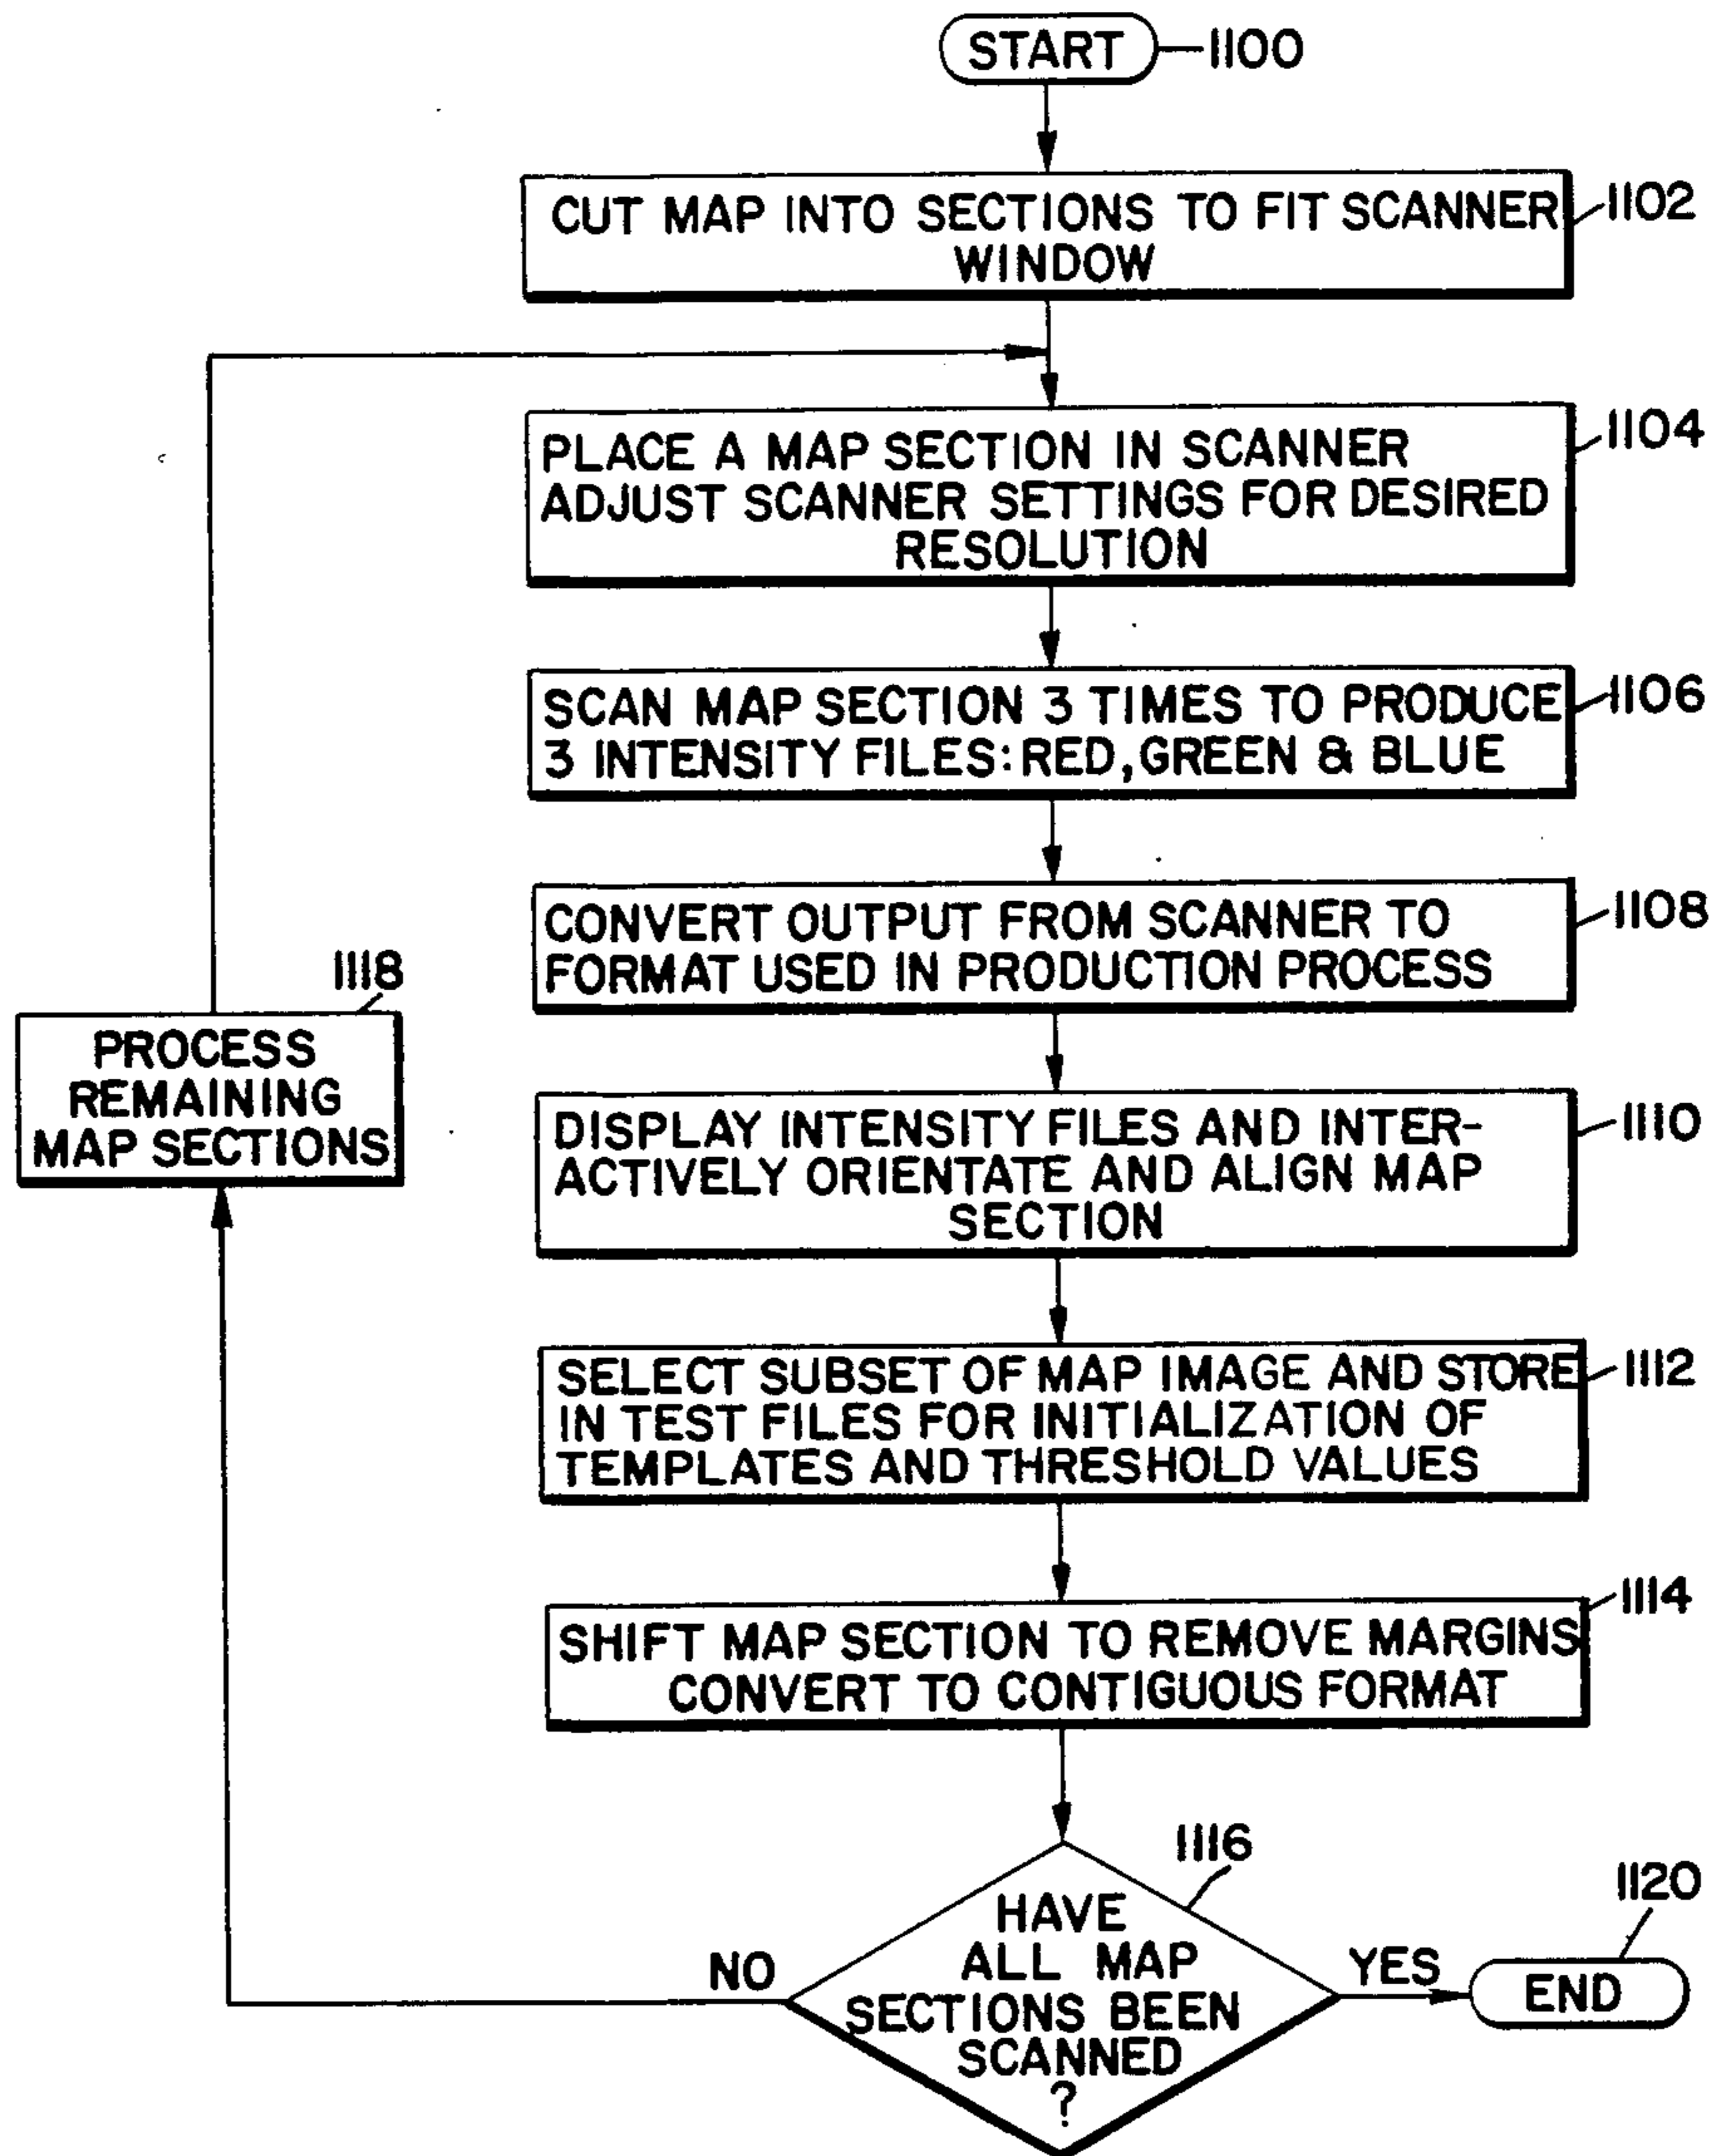 START
1100
CUT MAP INTO SECTIONS TO FIT SCANNER
WINDOW
1102
PLACE A MAP SECTION IN SCANNER
ADJUST SCANNER SETTINGS FOR DESIRED
RESOLUTION
1104
SCAN MAP SECTION 3 TIMES TO PRODUCE
3 INTENSITY FILES: RED, GREEN & BLUE
1106
CONVERT OUTPUT FROM SCANNER TO
FORMAT USED IN PRODUCTION PROCESS
1108
DISPLAY INTENSITY FILES AND INTER-
ACTIVELY ORIENTATE AND ALIGN MAP
SECTION
1110
SELECT SUBSET OF MAP IMAGE AND STORE
IN TEST FILES FOR INITIALIZATION OF
TEMPLATES AND THRESHOLD VALUES
1112
SHIFT MAP SECTION TO REMOVE MARGINS
CONVERT TO CONTIGUOUS FORMAT
1114
HAVE
ALL MAP
SECTIONS BEEN
SCANNED
?
1116
NO
YES
1118
PROCESS
REMAINING
MAP SECTIONS
END
1120